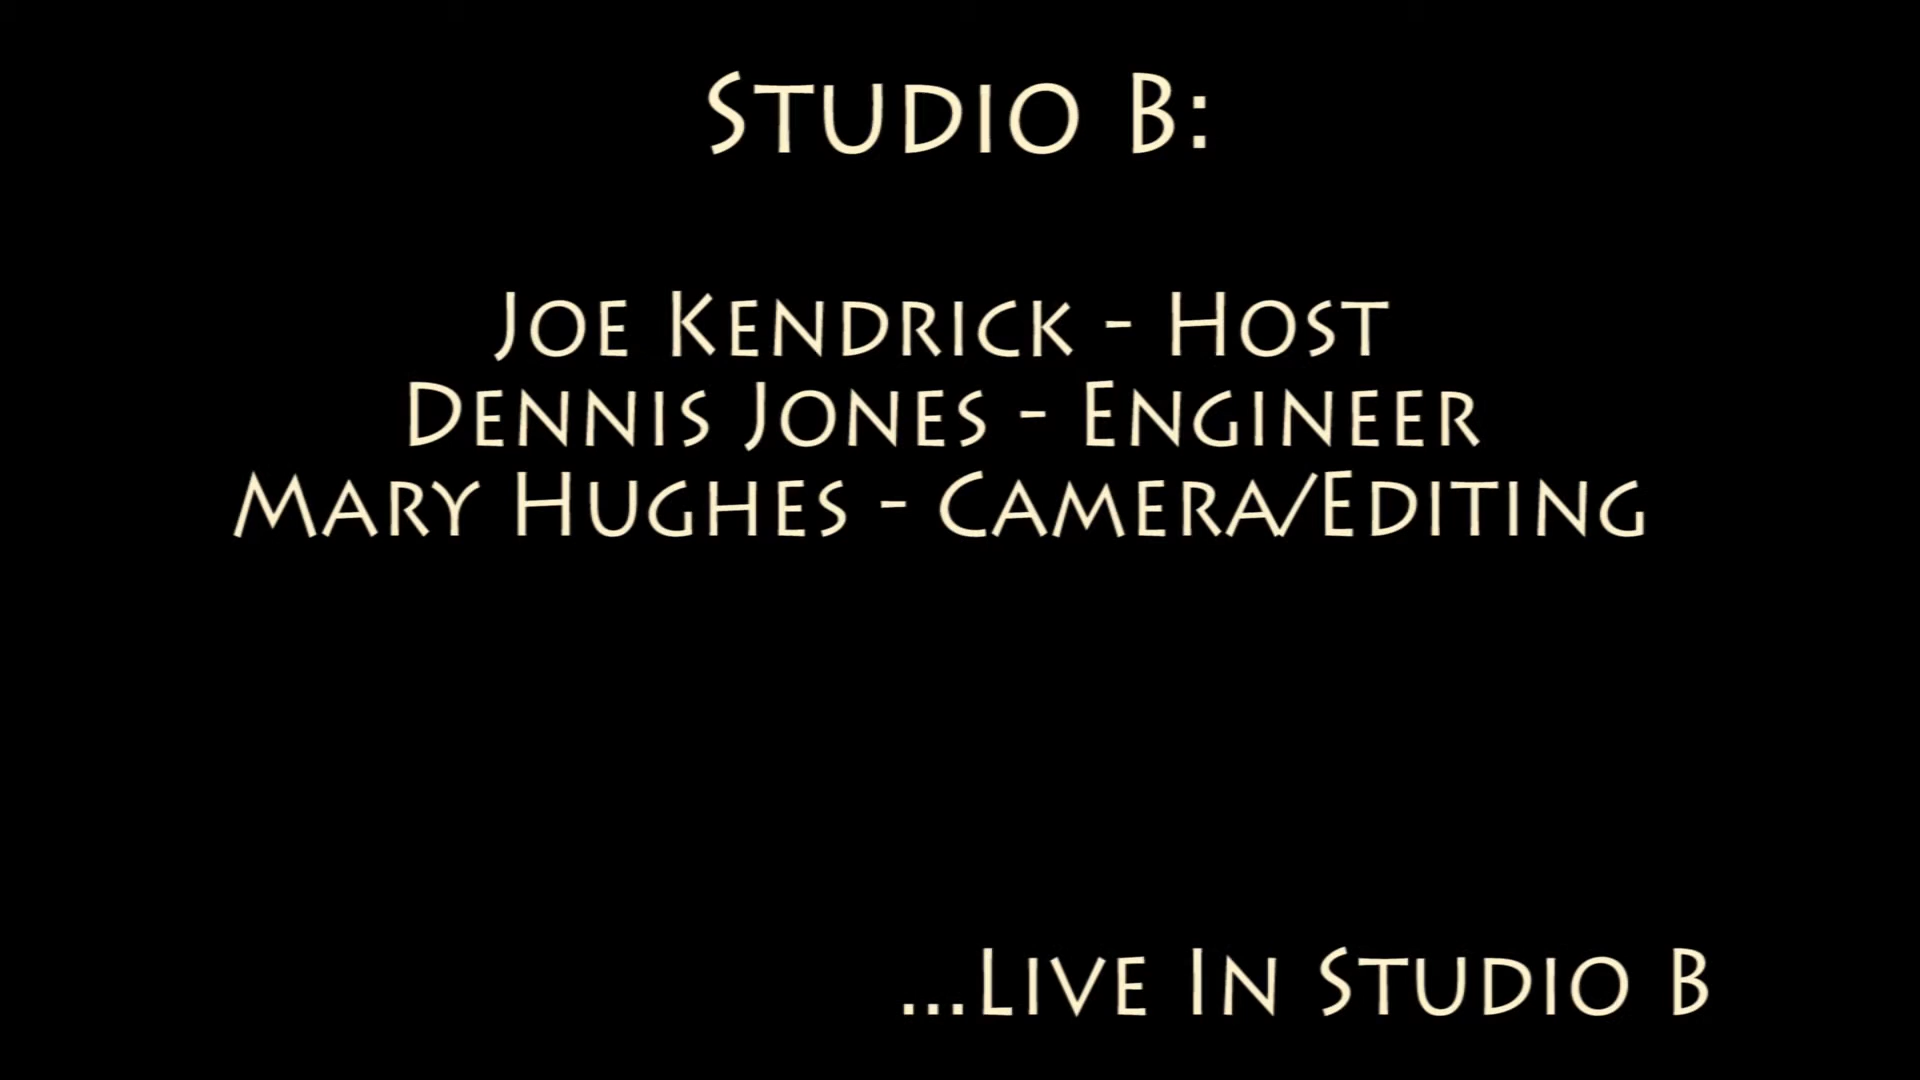 Studio B:
Joe Kendrick - Host
Dennis Jones - Engineer
Mary Hughes - Camera/Editing
...Live In Studio B